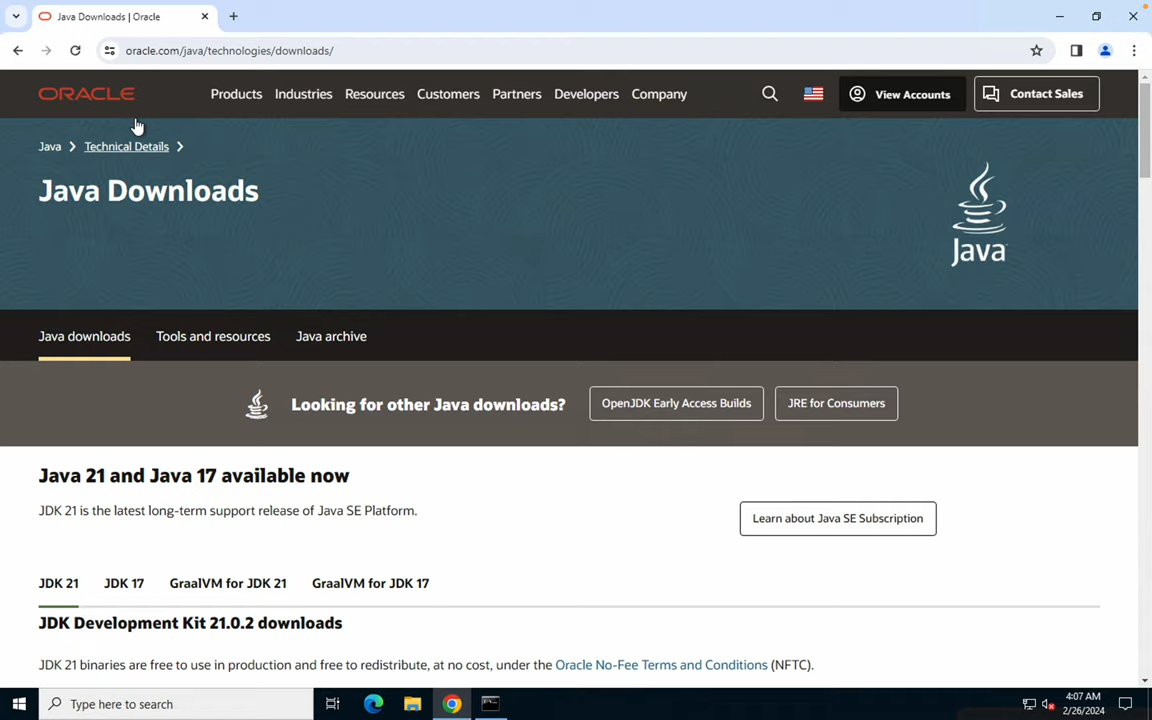 Java Downloads | Oracle
oracle.com/java/technologies/downloads/
ORACLE
Products
Industries
Resources
Customers
Partners
Developers
Company
View Accounts
Contact Sales
Java
Technical Details
Java Downloads
Java
Java downloads
Tools and resources
Java archive
Looking for other Java downloads?
OpenJDK Early Access Builds
JRE for Consumers
Java 21 and Java 17 available now
JDK 21 is the latest long-term support release of Java SE Platform.
Learn about Java SE Subscription
JDK 21
JDK 17
GraalVM for JDK 21
GraalVM for JDK 17
JDK Development Kit 21.0.2 downloads
JDK 21 binaries are free to use in production and free to redistribute, at no cost, under the Oracle No-Fee Terms and Conditions (NFTC).
Type here to search
4:07 AM
2/26/2024